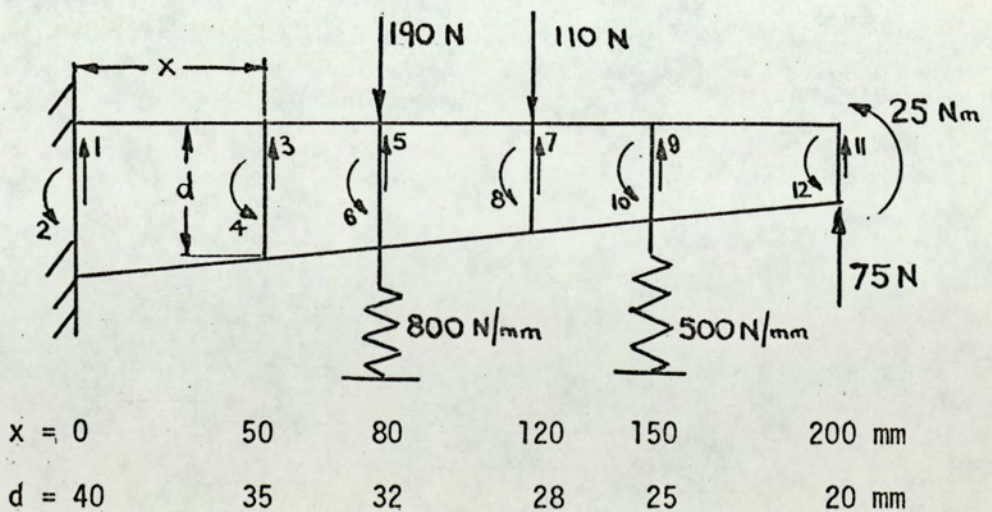 190 N 110 N
x
25 Nm
1 3 5 7 9 11
d
2 4 6 8 10 12
75 N
800 N/mm 500 N/mm
x = 0 50 80 120 150 200 mm
d = 40 35 32 28 25 20 mm